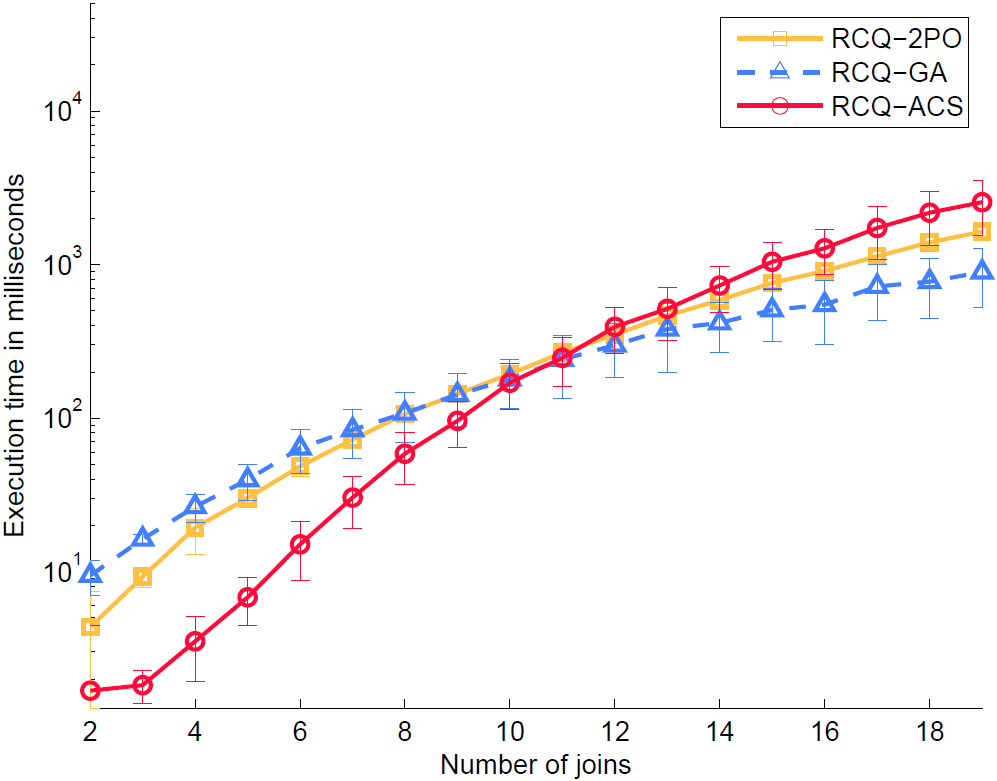 RCQ−2PO
RCQ−GA
RCQ−ACS
Execution time in milliseconds
10^4
10^3
10^2
10^1
2 4 6 8 10 12 14 16 18
Number of joins